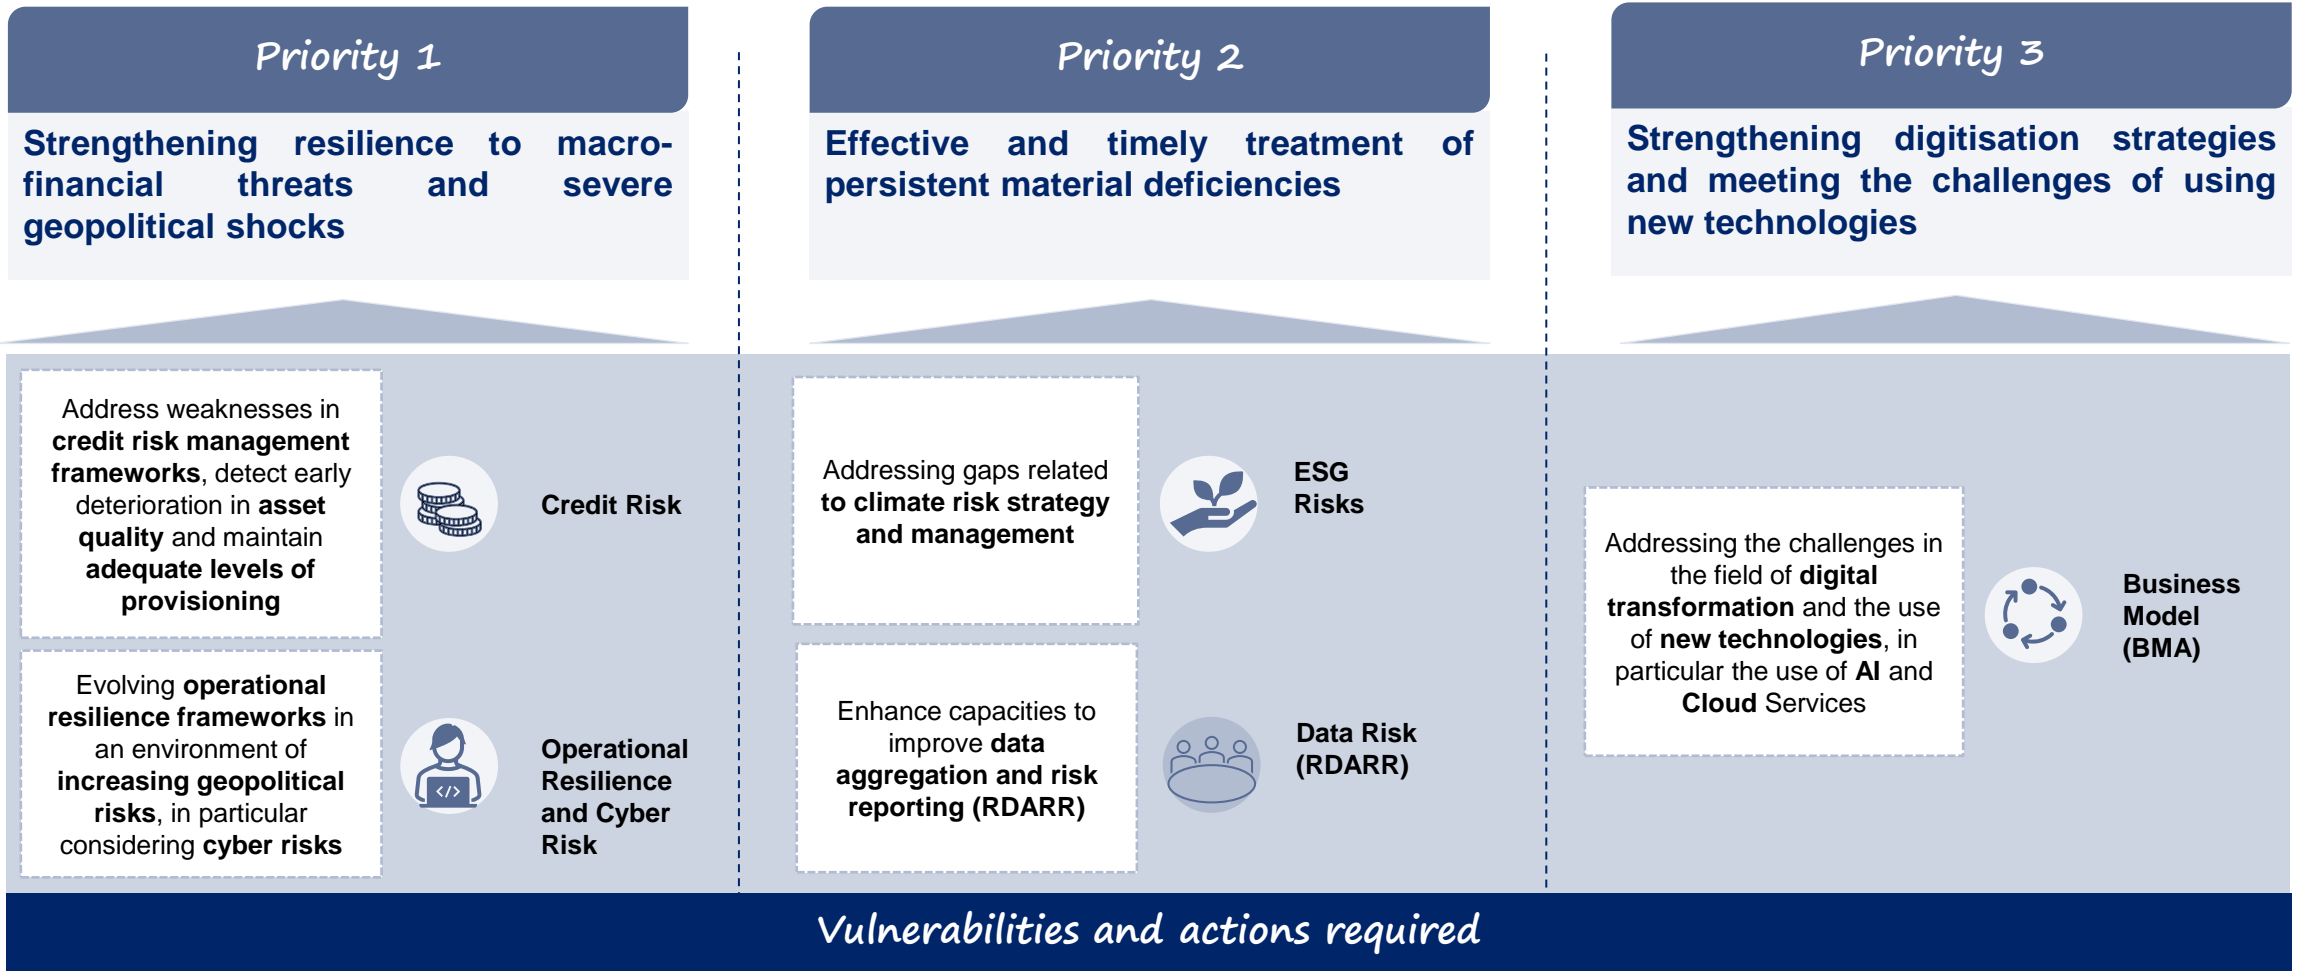 Priority 1
Strengthening resilience to macro-
financial threats and severe
geopolitical shocks
Address weaknesses in
credit risk management
frameworks, detect early
deterioration in asset
quality and maintain
adequate levels of
provisioning
Credit Risk
Evolving operational
resilience frameworks in
an environment of
increasing geopolitical
risks, in particular
considering cyber risks
</>
Operational
Resilience
and Cyber
Risk
Priority 2
Effective and timely treatment of
persistent material deficiencies
Addressing gaps related
to climate risk strategy
and management
ESG
Risks
Enhance capacities to
improve data
aggregation and risk
reporting (RDARR)
Data Risk
(RDARR)
Priority 3
Strengthening digitisation strategies
and meeting the challenges of using
new technologies
Addressing the challenges in
the field of digital
transformation and the use
of new technologies, in
particular the use of AI and
Cloud Services
Business
Model
(BMA)
Vulnerabilities and actions required